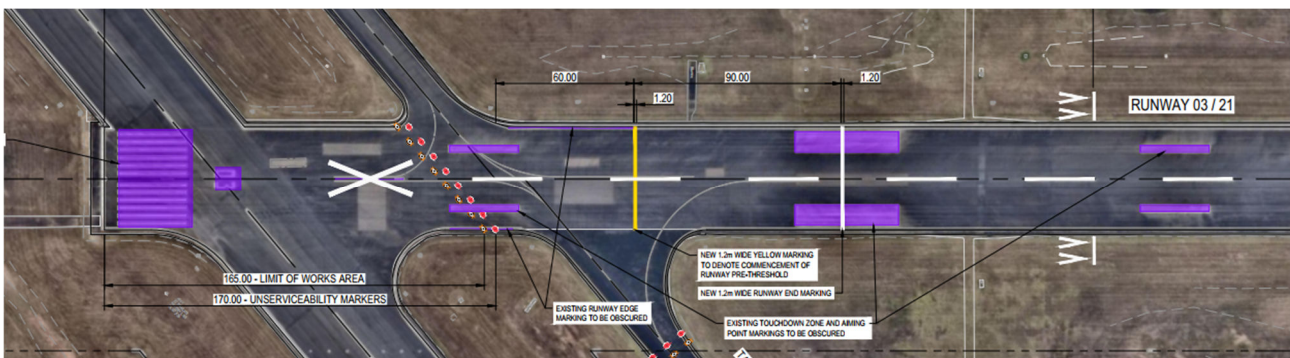 60.00
90.00
1.20
1.20
RUNWAY 03 / 21
NEW 1.2m WIDE YELLOW MARKING
TO DENOTE COMMENCEMENT OF
RUNWAY PRE-THRESHOLD
165.00 - LIMIT OF WORKS AREA
NEW 1.2m WIDE RUNWAY END MARKING
170.00 - UNSERVICEABILITY MARKERS
EXISTING RUNWAY EDGE
MARKING TO BE OBSCURED
EXISTING TOUCHDOWN ZONE AND AIMING
POINT MARKINGS TO BE OBSCURED